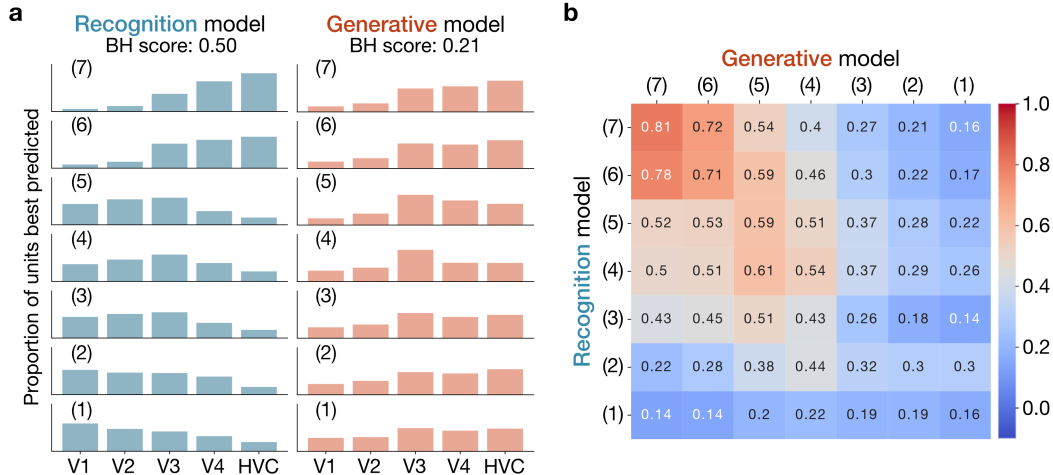 a
Recognition model
BH score: 0.50
Generative model
BH score: 0.21
Proportion of units best predicted
(7)
(6)
(5)
(4)
(3)
(2)
(1)
V1 V2 V3 V4 HVC
(7)
(6)
(5)
(4)
(3)
(2)
(1)
V1 V2 V3 V4 HVC
b
Generative model
(7) (6) (5) (4) (3) (2) (1)
Recognition model
(7) 0.81 0.72 0.54 0.4 0.27 0.21 0.16
(6) 0.78 0.71 0.59 0.46 0.3 0.22 0.17
(5) 0.52 0.53 0.59 0.51 0.37 0.28 0.22
(4) 0.5 0.51 0.61 0.54 0.37 0.29 0.26
(3) 0.43 0.45 0.51 0.43 0.26 0.18 0.14
(2) 0.22 0.28 0.38 0.44 0.32 0.3 0.3
(1) 0.14 0.14 0.2 0.22 0.19 0.19 0.16
1.0
0.8
0.6
0.4
0.2
0.0